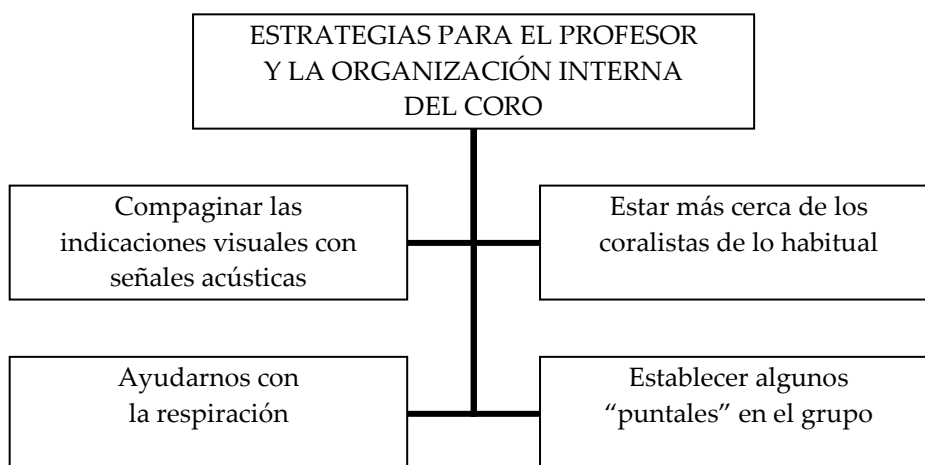 ESTRATEGIAS PARA EL PROFESOR
Y LA ORGANIZACIÓN INTERNA
DEL CORO
Compaginar las
indicaciones visuales con
señales acústicas
Estar más cerca de los
coralistas de lo habitual
Ayudarnos con
la respiración
Establecer algunos
“puntales” en el grupo